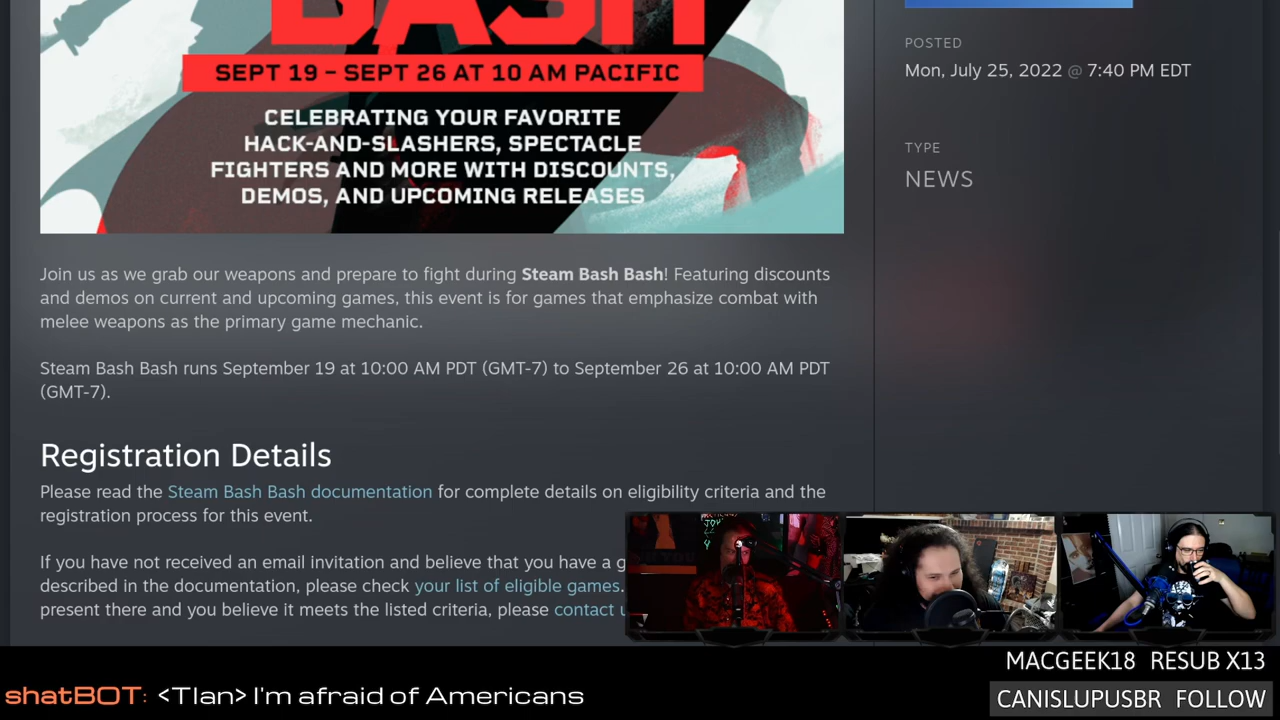 BASH
SEPT 19 – SEPT 26 AT 10 AM PACIFIC
CELEBRATING YOUR FAVORITE
HACK-AND-SLASHERS, SPECTACLE
FIGHTERS AND MORE WITH DISCOUNTS,
DEMOS, AND UPCOMING RELEASES
POSTED
Mon, July 25, 2022 @ 7:40 PM EDT
TYPE
NEWS
Join us as we grab our weapons and prepare to fight during Steam Bash Bash! Featuring discounts
and demos on current and upcoming games, this event is for games that emphasize combat with
melee weapons as the primary game mechanic.
Steam Bash Bash runs September 19 at 10:00 AM PDT (GMT-7) to September 26 at 10:00 AM PDT
(GMT-7).
Registration Details
Please read the Steam Bash Bash documentation for complete details on eligibility criteria and the
registration process for this event.
If you have not received an email invitation and believe that you have a
described in the documentation, please check your list of eligible games.
present there and you believe it meets the listed criteria, please contact
MACGEEK18 RESUB X13
shatBOT: <Tlan> I'm afraid of Americans
CANISLUPUSBR FOLLOW